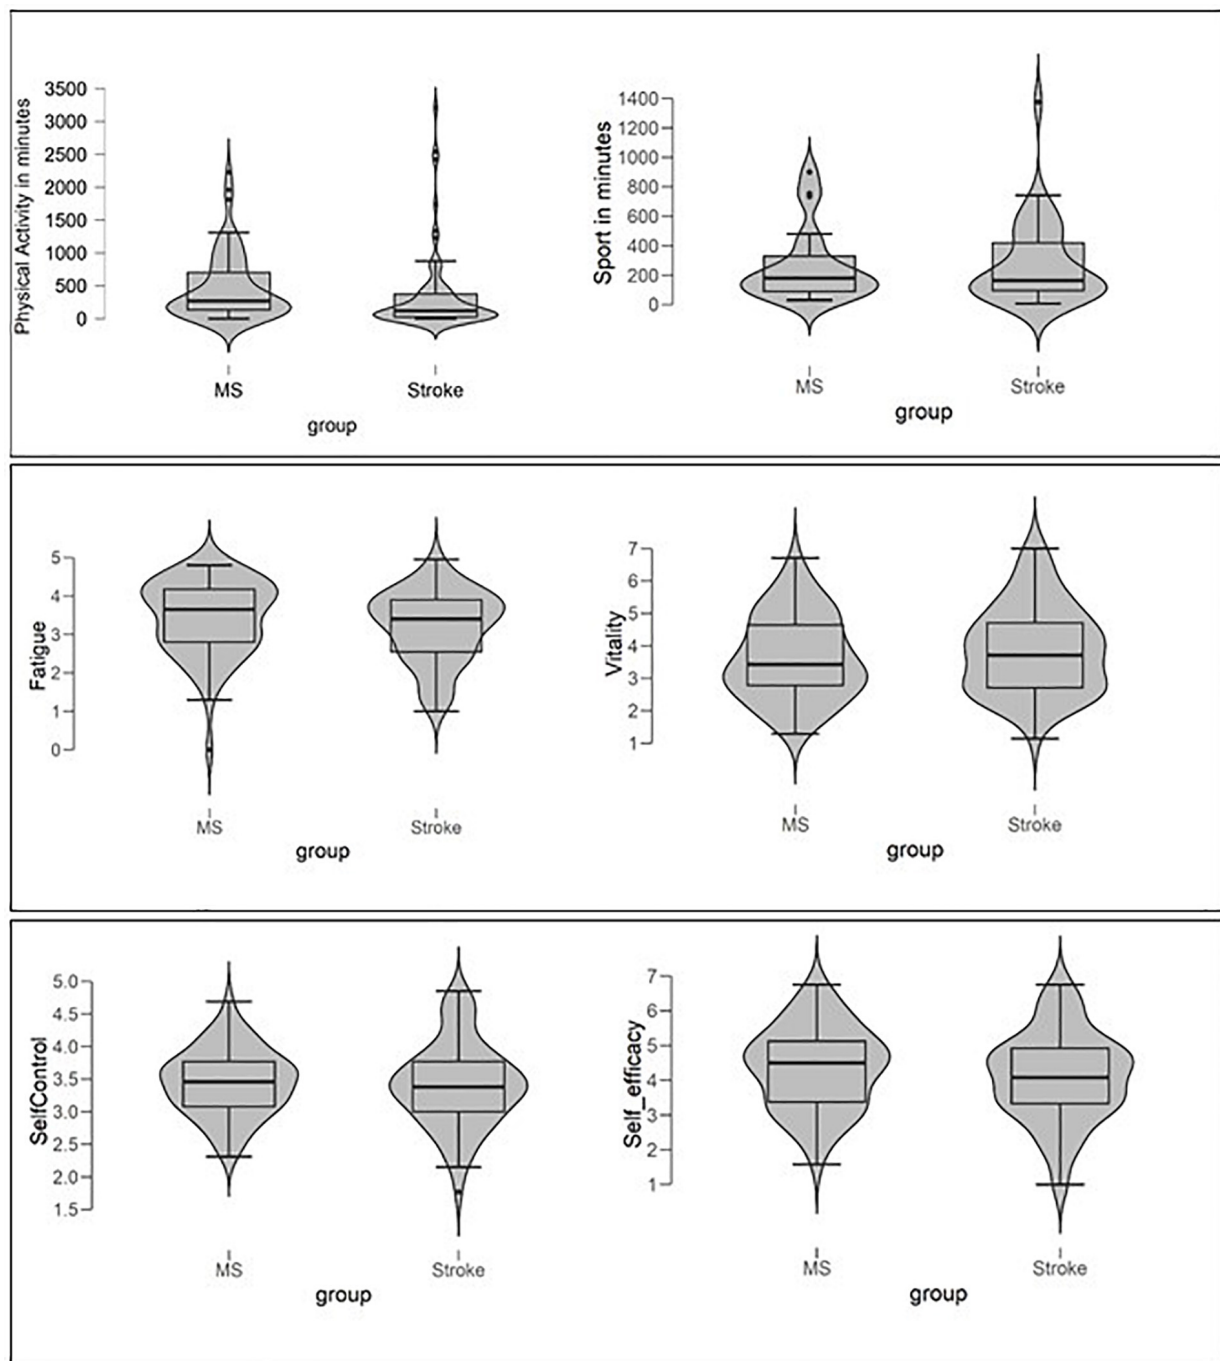 Physical Activity in minutes
3500
3000
2500
2000
1500
1000
500
0
MS
Stroke
group
Sport in minutes
1400
1200
1000
800
600
400
200
0
MS
Stroke
group
Fatigue
5
4
3
2
1
0
MS
Stroke
group
Vitality
7
6
5
4
3
2
1
MS
Stroke
group
SelfControl
5.0
4.5
4.0
3.5
3.0
2.5
2.0
1.5
MS
Stroke
group
Self_efficacy
7
6
5
4
3
2
1
MS
Stroke
group